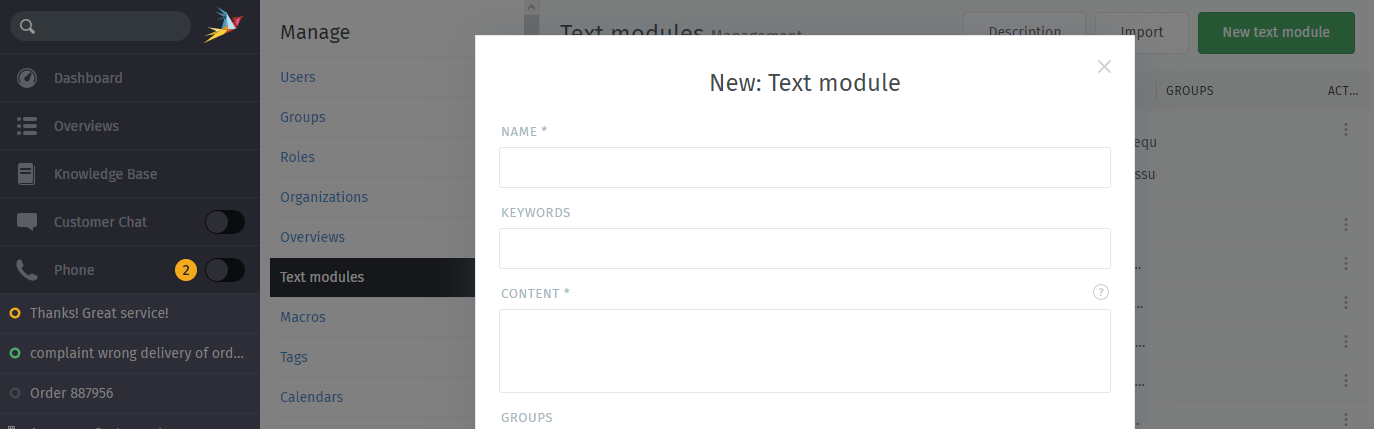 Dashboard
Overviews
Knowledge Base
Customer Chat
Phone
2
Thanks! Great service!
complaint wrong delivery of ord...
Order 887956
Manage
Users
Groups
Roles
Organizations
Overviews
Text modules
Macros
Tags
Calendars
Text modules Management
Description
Import
New text module
GROUPS
ACT...
equ
ssu
New: Text module
NAME *
KEYWORDS
CONTENT *
?
GROUPS